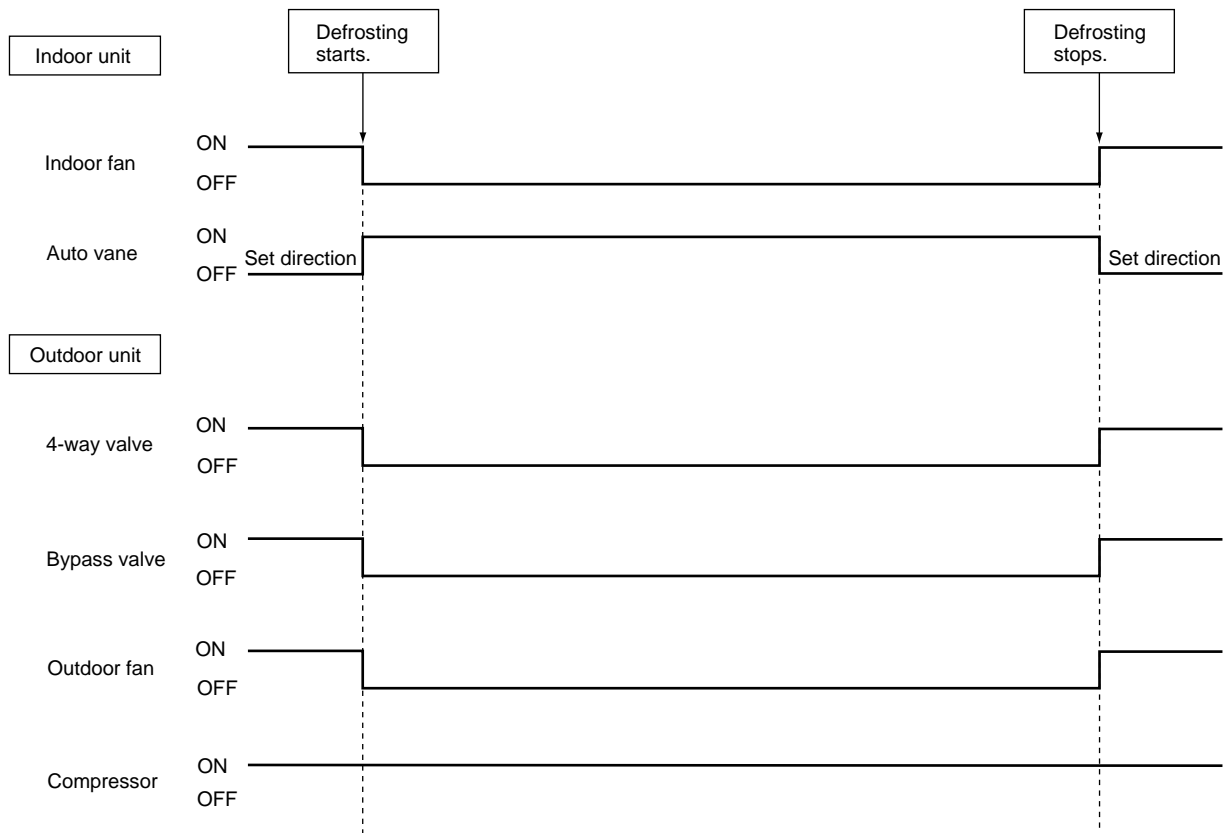 Defrosting
starts.
Defrosting
stops.
Indoor unit
Indoor fan
ON
OFF
Auto vane
ON
OFF
Set direction
Set direction
Outdoor unit
4-way valve
ON
OFF
Bypass valve
ON
OFF
Outdoor fan
ON
OFF
Compressor
ON
OFF